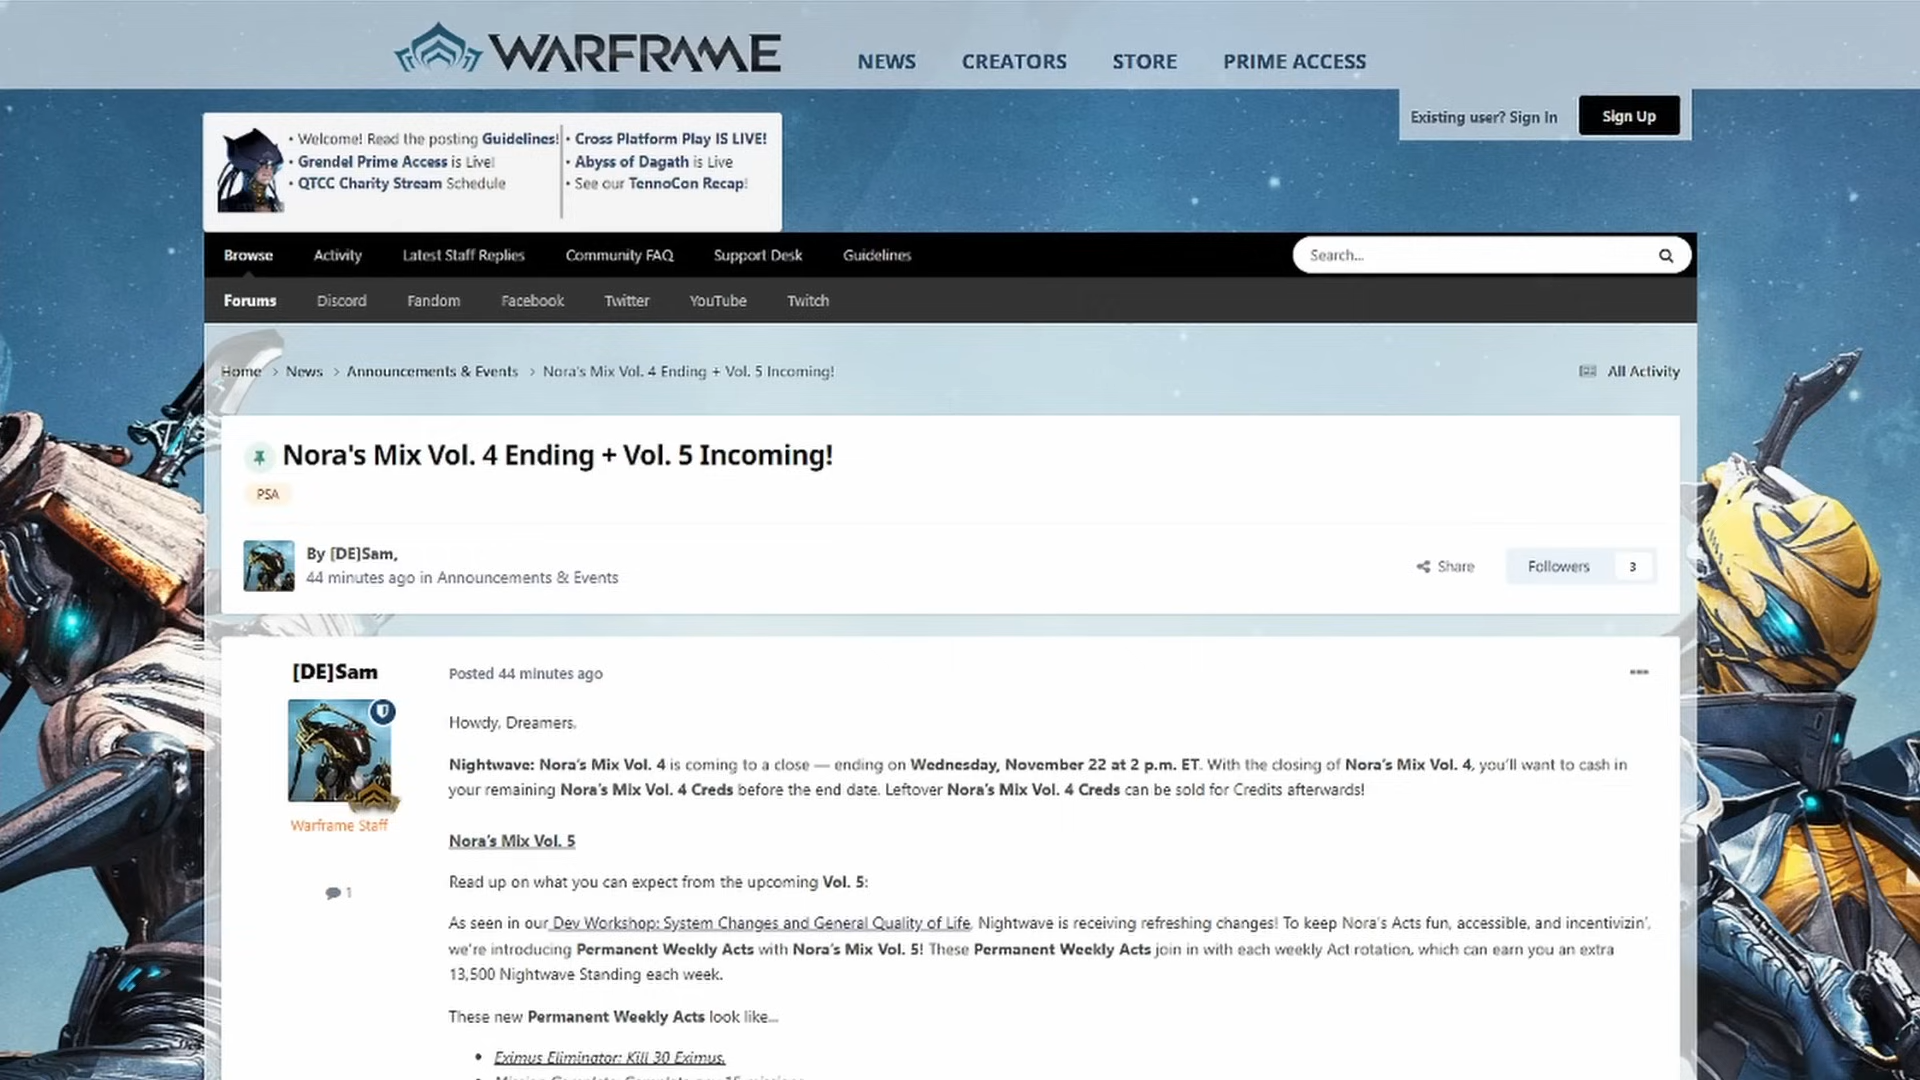 WARFRAME
NEWS CREATORS STORE PRIME ACCESS
Existing user? Sign In Sign Up
• Welcome! Read the posting Guidelines!
• Grendel Prime Access is Live!
• QTCC Charity Stream Schedule
• Cross Platform Play IS LIVE!
• Abyss of Dagath is Live
• See our TennoCon Recap!
Browse Activity Latest Staff Replies Community FAQ Support Desk Guidelines Search...
Forums Discord Fandom Facebook Twitter YouTube Twitch
Home > News > Announcements & Events > Nora's Mix Vol. 4 Ending + Vol. 5 Incoming! All Activity
Nora's Mix Vol. 4 Ending + Vol. 5 Incoming!
PSA
By [DE]Sam,
44 minutes ago in Announcements & Events
Share Followers 3
[DE]Sam
Warframe Staff
1
Posted 44 minutes ago
Howdy, Dreamers,
Nightwave: Nora's Mix Vol. 4 is coming to a close — ending on Wednesday, November 22 at 2 p.m. ET. With the closing of Nora's Mix Vol. 4, you'll want to cash in
your remaining Nora's Mix Vol. 4 Creds before the end date. Leftover Nora's Mix Vol. 4 Creds can be sold for Credits afterwards!
Nora's Mix Vol. 5
Read up on what you can expect from the upcoming Vol. 5:
As seen in our Dev Workshop: System Changes and General Quality of Life, Nightwave is receiving refreshing changes! To keep Nora's Acts fun, accessible, and incentivizin',
we're introducing Permanent Weekly Acts with Nora's Mix Vol. 5! These Permanent Weekly Acts join in with each weekly Act rotation, which can earn you an extra
13,500 Nightwave Standing each week.
These new Permanent Weekly Acts look like...
• Eximus Eliminator: Kill 30 Eximus.